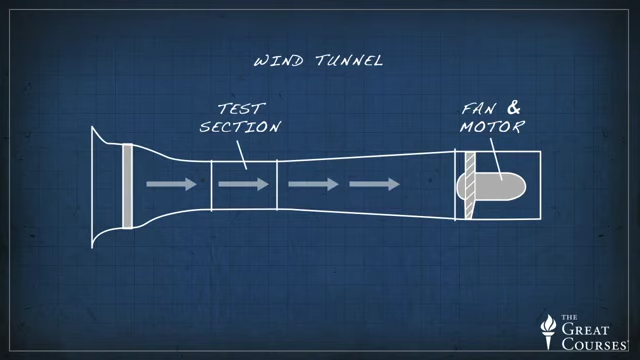 WIND TUNNEL
TEST
SECTION
FAN &
MOTOR
THE
GREAT
COURSES